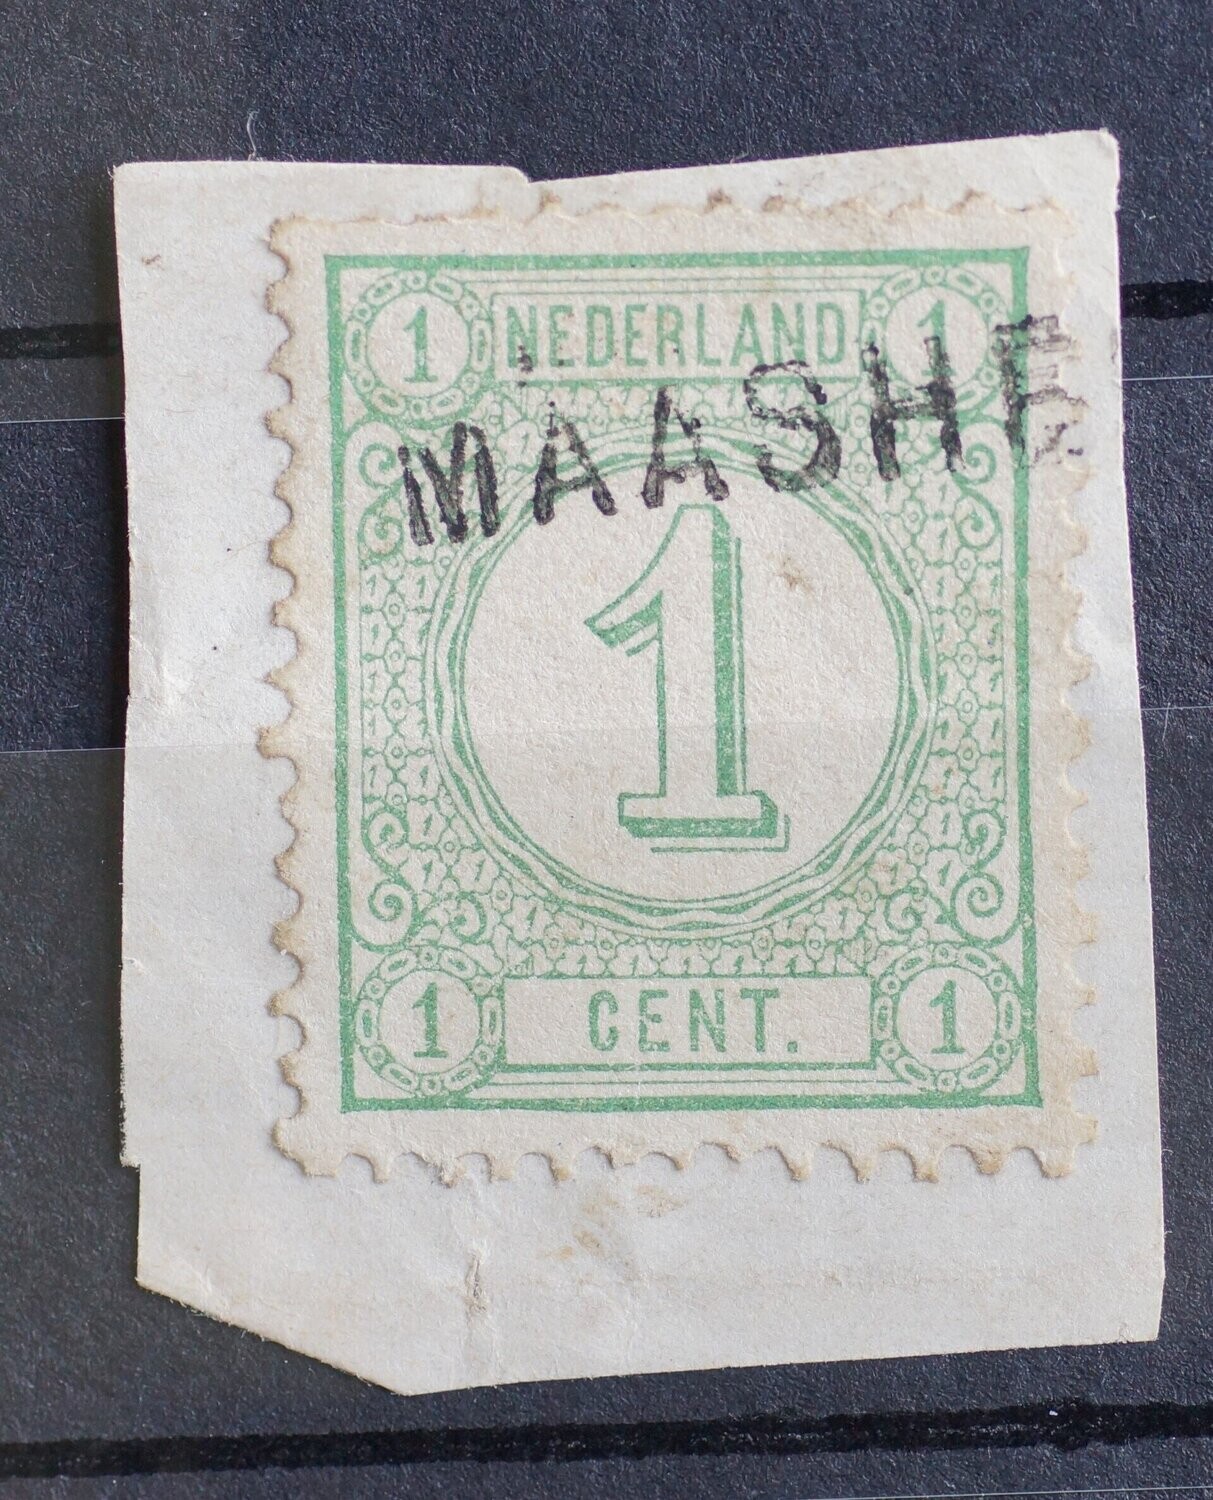 1 NEDERLAND 1
MAASHE
1
1 CENT. 1